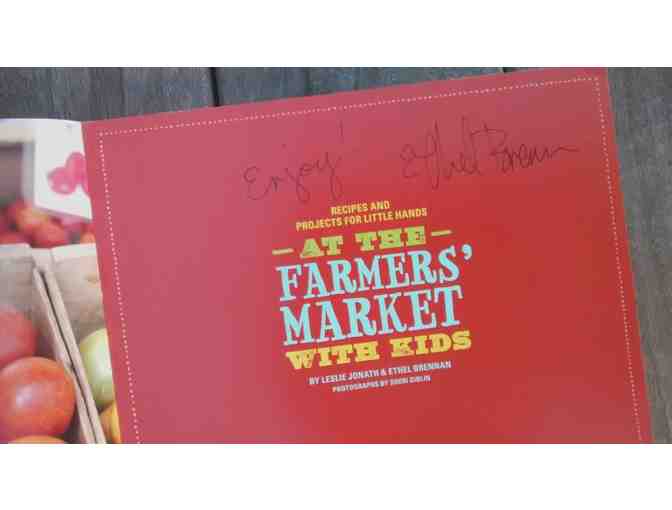 Enjoy! Ethel Brennan
RECIPES AND
PROJECTS FOR LITTLE HANDS
AT THE
FARMERS'
MARKET
WITH KIDS
BY LESLIE JONATH & ETHEL BRENNAN
PHOTOGRAPHS BY SHERI GIBLIN